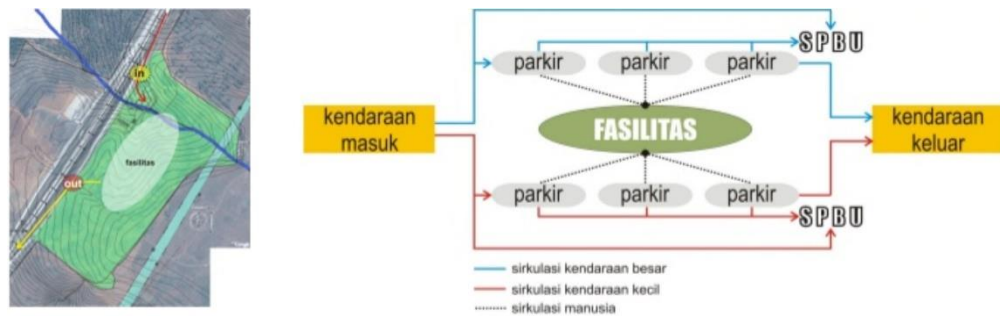 in
fasilitas
out
kendaraan
masuk
parkir
parkir
parkir
SPBU
FASILITAS
kendaraan
keluar
parkir
parkir
parkir
SPBU
sirkulasi kendaraan besar
sirkulasi kendaraan kecil
sirkulasi manusia